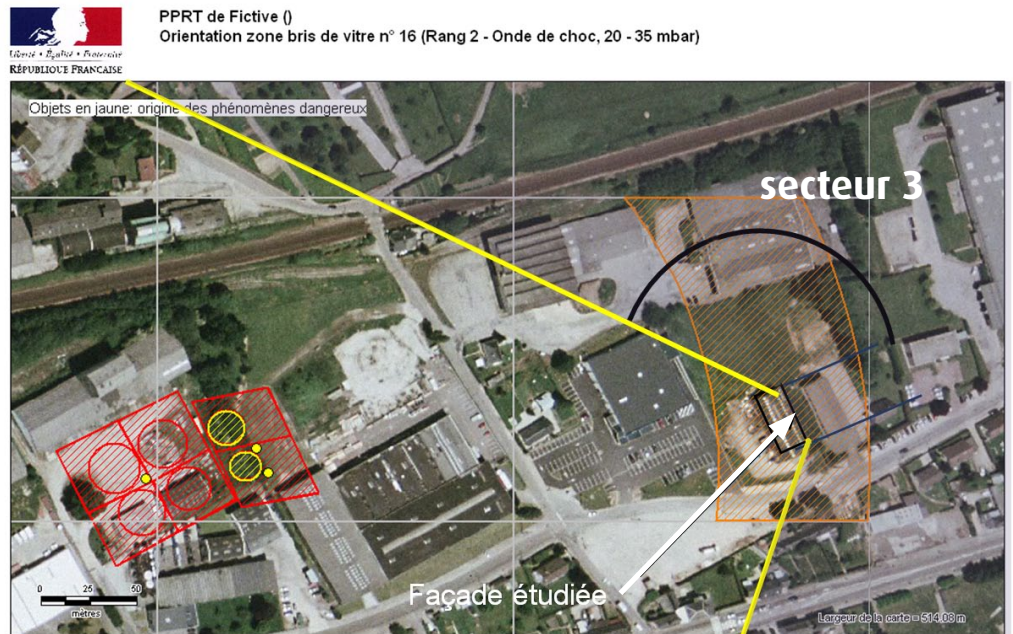 PPRT de Fictive ()
Orientation zone bris de vitre n° 16 (Rang 2 - Onde de choc, 20 - 35 mbar)
Liberté • Égalité • Fraternité
RÉPUBLIQUE FRANÇAISE
Objets en jaune: origine des phénomènes dangereux
secteur 3
Façade étudiée
0 25 50
mètres
Largeur de la carte = 514.08 m